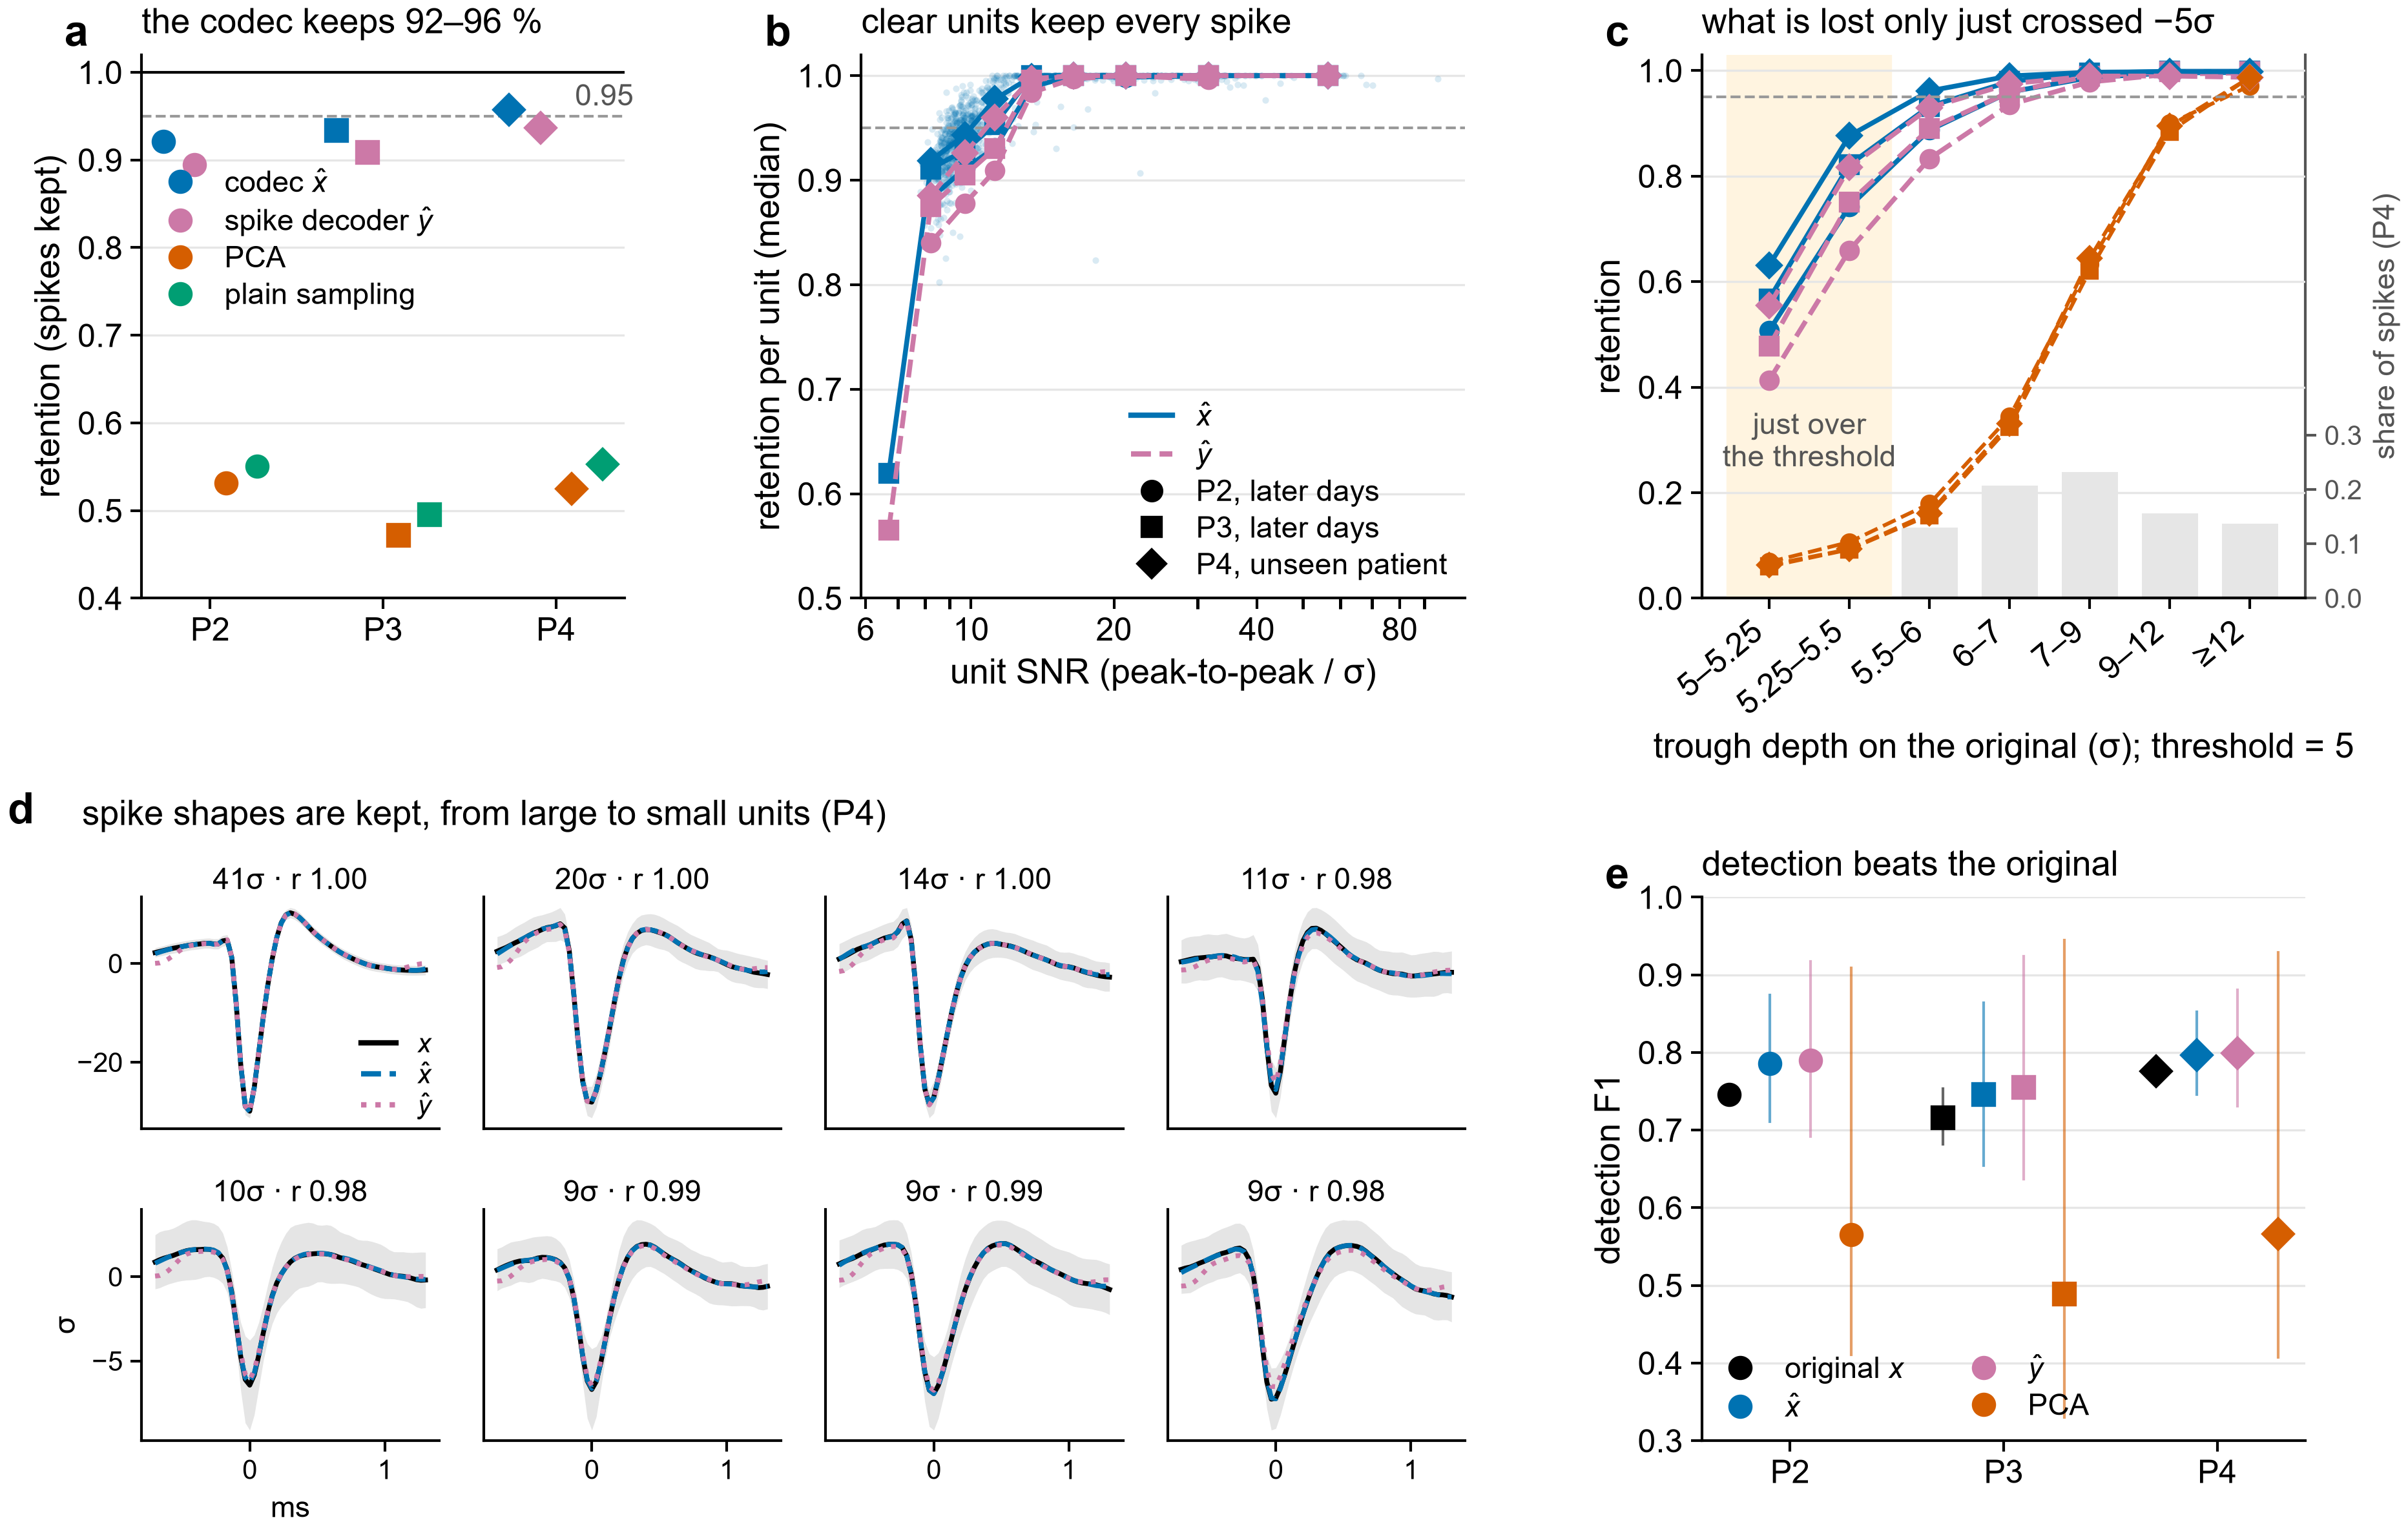 a
the codec keeps 92–96 %
retention (spikes kept)
1.0
0.9
0.8
0.7
0.6
0.5
0.4
0.95
codec x̂
spike decoder ŷ
PCA
plain sampling
P2
P3
P4
b
clear units keep every spike
retention per unit (median)
1.0
0.9
0.8
0.7
0.6
0.5
x̂
ŷ
P2, later days
P3, later days
P4, unseen patient
6
10
20
40
80
unit SNR (peak-to-peak / σ)
c
what is lost only just crossed −5σ
retention
1.0
0.8
0.6
0.4
0.2
0.0
just over
the threshold
share of spikes (P4)
0.3
0.2
0.1
0.0
5–5.25
5.25–5.5
5.5–6
6–7
7–9
9–12
≥12
trough depth on the original (σ); threshold = 5
d
spike shapes are kept, from large to small units (P4)
41σ · r 1.00
20σ · r 1.00
14σ · r 1.00
11σ · r 0.98
0
−20
x
x̂
ŷ
10σ · r 0.98
9σ · r 0.99
9σ · r 0.99
9σ · r 0.98
σ
0
−5
0
1
0
1
0
1
0
1
ms
e
detection beats the original
detection F1
1.0
0.9
0.8
0.7
0.6
0.5
0.4
0.3
original x
x̂
ŷ
PCA
P2
P3
P4